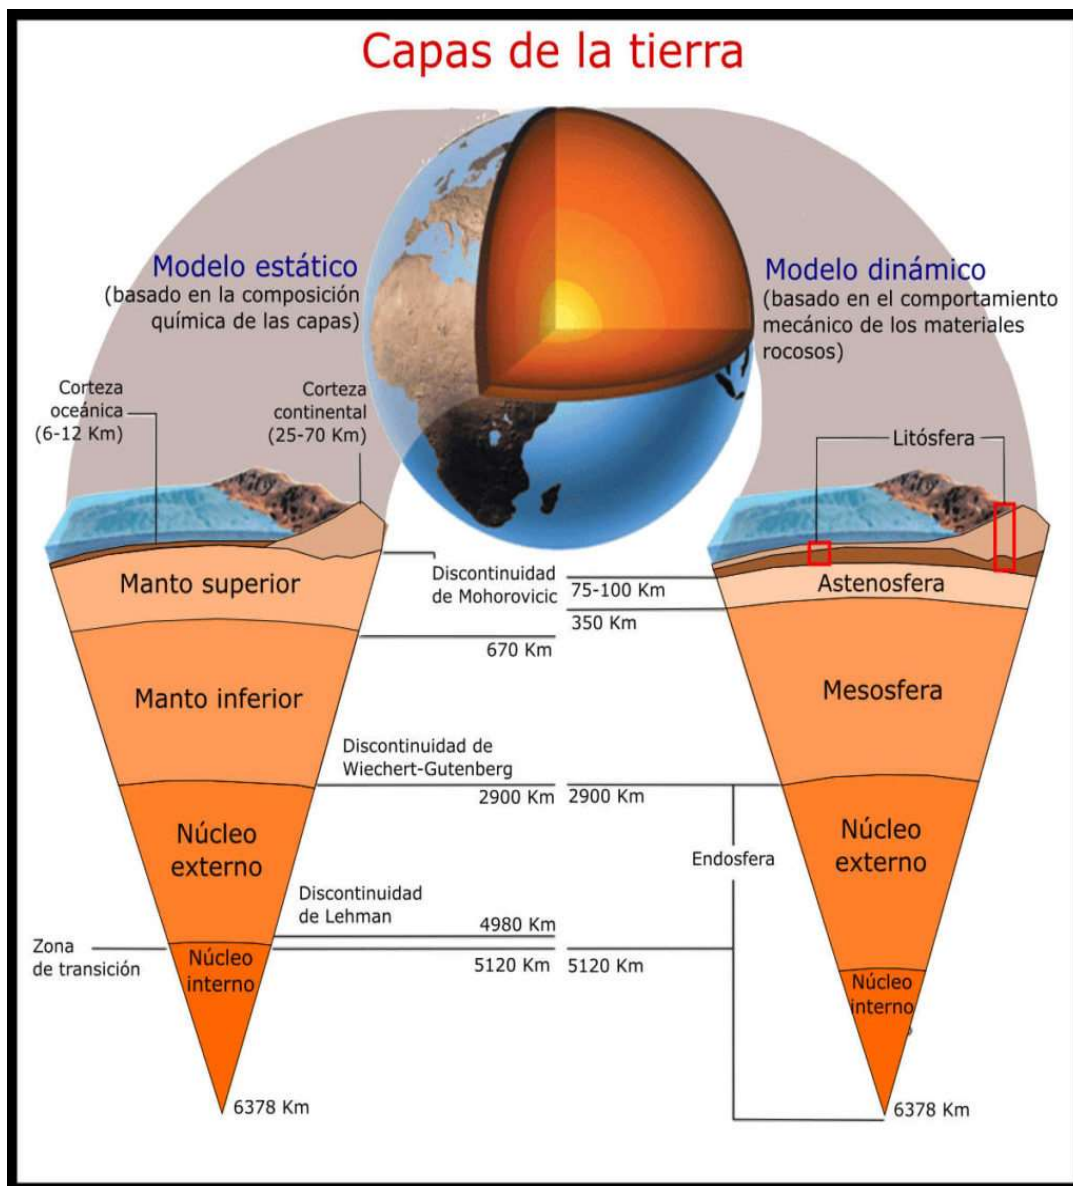 Capas de la tierra
Modelo estático
(basado en la composición
química de las capas)
Modelo dinámico
(basado en el comportamiento
mecánico de los materiales
rocosos)
Corteza
oceánica
(6-12 Km)
Corteza
continental
(25-70 Km)
Litósfera
Manto superior
Discontinuidad
de Mohorovicic
75-100 Km
Astenosfera
350 Km
670 Km
Manto inferior
Mesosfera
Discontinuidad de
Wiechert-Gutenberg
2900 Km
2900 Km
Núcleo
externo
Núcleo
externo
Endosfera
Discontinuidad
de Lehman
4980 Km
Zona
de transición
Núcleo
interno
5120 Km
5120 Km
Núcleo
interno
6378 Km
6378 Km